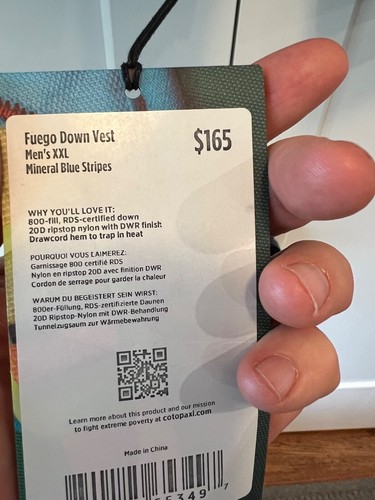 Fuego Down Vest
$165
Men's XXL
Mineral Blue Stripes
WHY YOU'LL LOVE IT:
800-fill, RDS-certified down
20D ripstop nylon with DWR finish
Drawcord hem to trap in heat
POURQUOI VOUS L'AIMEREZ:
Garnissage 800 certifié RDS
Nylon en ripstop 20D avec finition DWR
Cordon de serrage pour garder la chaleur
WARUM DU BEGEISTERT SEIN WIRST:
800er-Füllung, RDS-zertifizierte Daunen
20D Ripstop-Nylon mit DWR-Behandlung
Tunnelzugsaum zur Wärmebewahrung
Learn more about this product and our mission
to fight extreme poverty at cotopaxi.com
Made in China